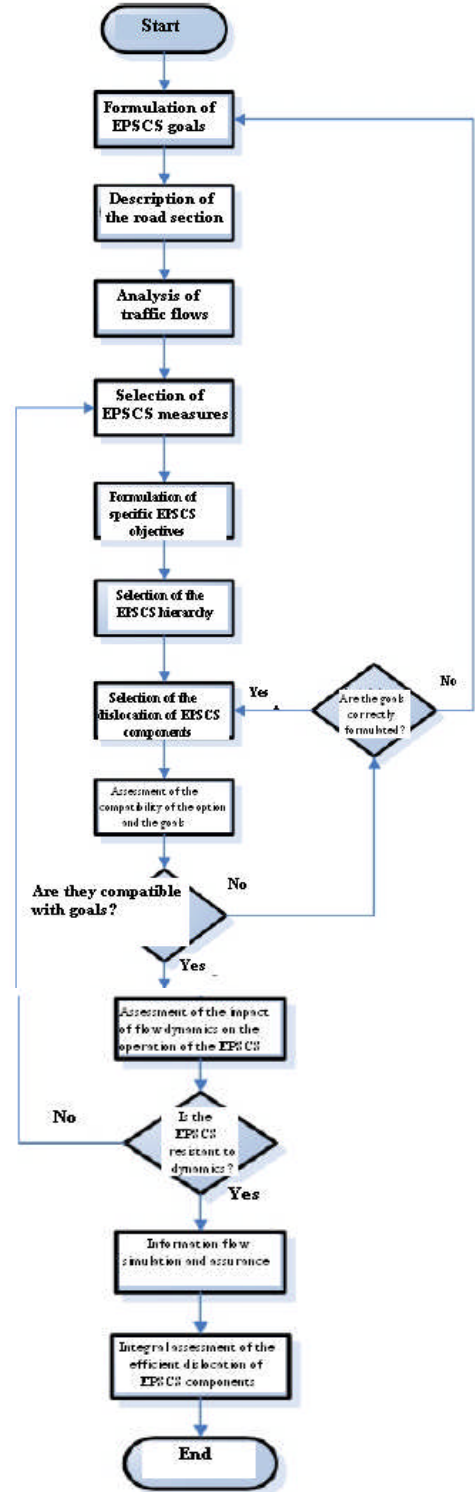 Start
Formulation of
EPSCS goals
Description of
the road section
Analysis of
traffic flows
Selection of
EPSCS measures
Formulation of
specific EPSCS
objectives
Selection of the
EPSCS hierarchy
Selection of the
dislocation of EPSCS
components
Yes
Are the goals
correctly
formulated?
No
Assessment of the
compatibility of the option
and the goals
Are they compatible
with goals?
No
Yes
Assessment of the impact
of flow dynamics on the
operation of the EPSCS
No
Is the
EPSCS
resistant to
dynamics?
Yes
Information flow
simulation and assurance
Integral assessment of the
efficient dislocation of
EPSCS components
End